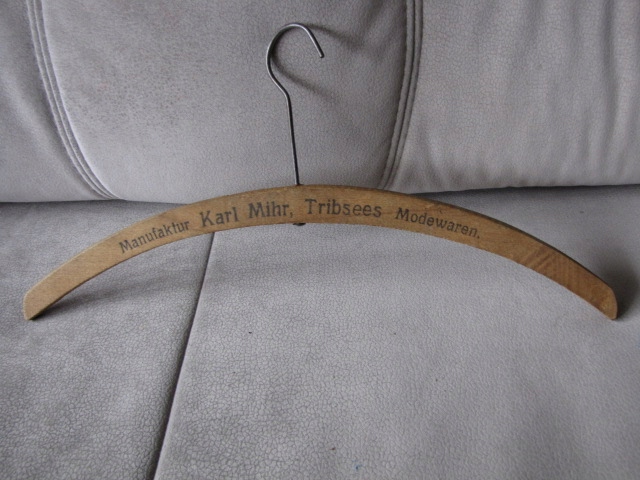 Manufaktur Karl Mihr, Tribsees Modewaren.